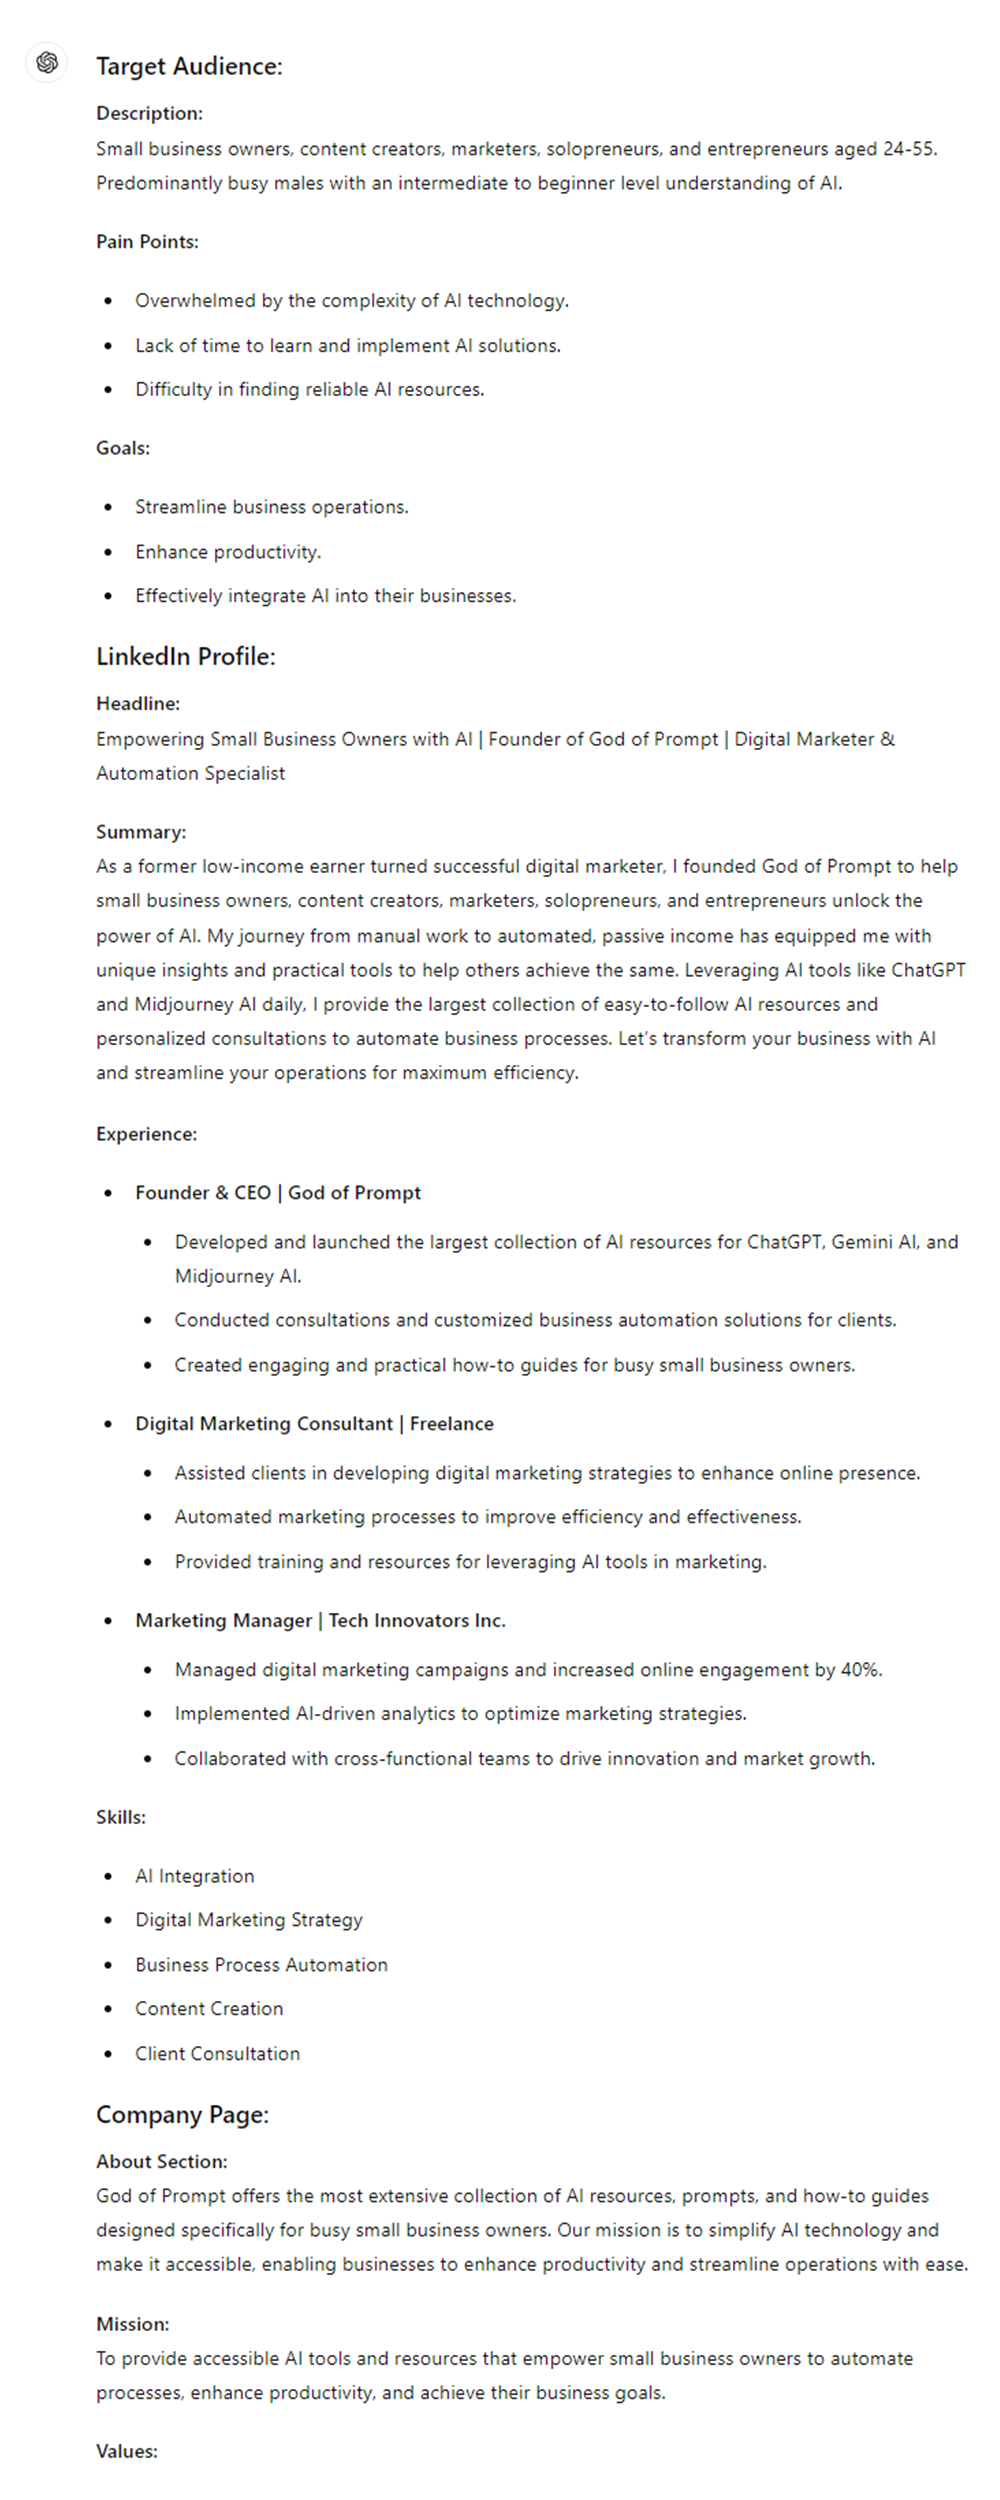 Target Audience:
Description:
Small business owners, content creators, marketers, solopreneurs, and entrepreneurs aged 24-55.
Predominantly busy males with an intermediate to beginner level understanding of AI.
Pain Points:
• Overwhelmed by the complexity of AI technology.
• Lack of time to learn and implement AI solutions.
• Difficulty in finding reliable AI resources.
Goals:
• Streamline business operations.
• Enhance productivity.
• Effectively integrate AI into their businesses.
LinkedIn Profile:
Headline:
Empowering Small Business Owners with AI | Founder of God of Prompt | Digital Marketer &
Automation Specialist
Summary:
As a former low-income earner turned successful digital marketer, I founded God of Prompt to help
small business owners, content creators, marketers, solopreneurs, and entrepreneurs unlock the
power of AI. My journey from manual work to automated, passive income has equipped me with
unique insights and practical tools to help others achieve the same. Leveraging AI tools like ChatGPT
and Midjourney AI daily, I provide the largest collection of easy-to-follow AI resources and
personalized consultations to automate business processes. Let's transform your business with AI
and streamline your operations for maximum efficiency.
Experience:
• Founder & CEO | God of Prompt
• Developed and launched the largest collection of AI resources for ChatGPT, Gemini AI, and
Midjourney AI.
• Conducted consultations and customized business automation solutions for clients.
• Created engaging and practical how-to guides for busy small business owners.
• Digital Marketing Consultant | Freelance
• Assisted clients in developing digital marketing strategies to enhance online presence.
• Automated marketing processes to improve efficiency and effectiveness.
• Provided training and resources for leveraging AI tools in marketing.
• Marketing Manager | Tech Innovators Inc.
• Managed digital marketing campaigns and increased online engagement by 40%.
• Implemented AI-driven analytics to optimize marketing strategies.
• Collaborated with cross-functional teams to drive innovation and market growth.
Skills:
• AI Integration
• Digital Marketing Strategy
• Business Process Automation
• Content Creation
• Client Consultation
Company Page:
About Section:
God of Prompt offers the most extensive collection of AI resources, prompts, and how-to guides
designed specifically for busy small business owners. Our mission is to simplify AI technology and
make it accessible, enabling businesses to enhance productivity and streamline operations with ease.
Mission:
To provide accessible AI tools and resources that empower small business owners to automate
processes, enhance productivity, and achieve their business goals.
Values: